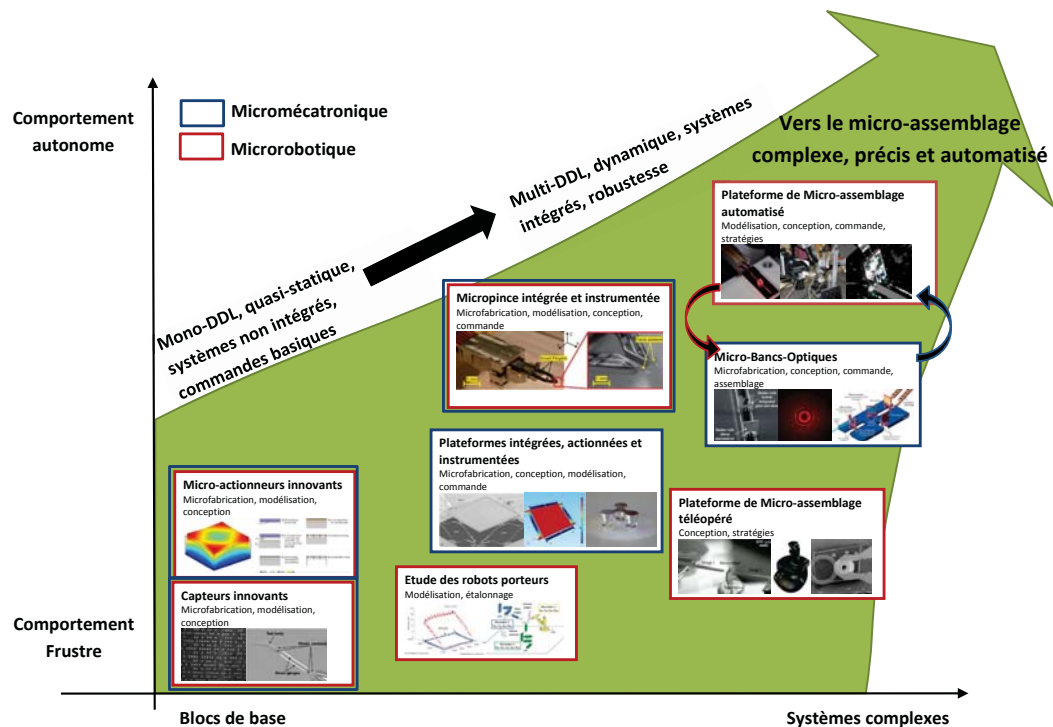 Comportement
autonome
Micromécatronique
Microrobotique
Mono-DDL, quasi-statique,
systèmes non intégrés,
commandes basiques
Multi-DDL, dynamique, systèmes
intégrés, robustesse
Vers le micro-assemblage
complexe, précis et automatisé
Plateforme de Micro-assemblage
automatisé
Modélisation, conception, commande,
stratégies
Micropince intégrée et instrumentée
Microfabrication, modélisation, conception,
commande
Micro-Bancs-Optiques
Microfabrication, conception, commande,
assemblage
Plateformes intégrées, actionnées et
instrumentées
Microfabrication, conception, modélisation,
commande
Micro-actionneurs innovants
Microfabrication, modélisation,
conception
Plateforme de Micro-assemblage
téléopéré
Conception, stratégies
Etude des robots porteurs
Modélisation, étalonnage
Capteurs innovants
Microfabrication, modélisation,
conception
Comportement
Frustre
Blocs de base
Systèmes complexes